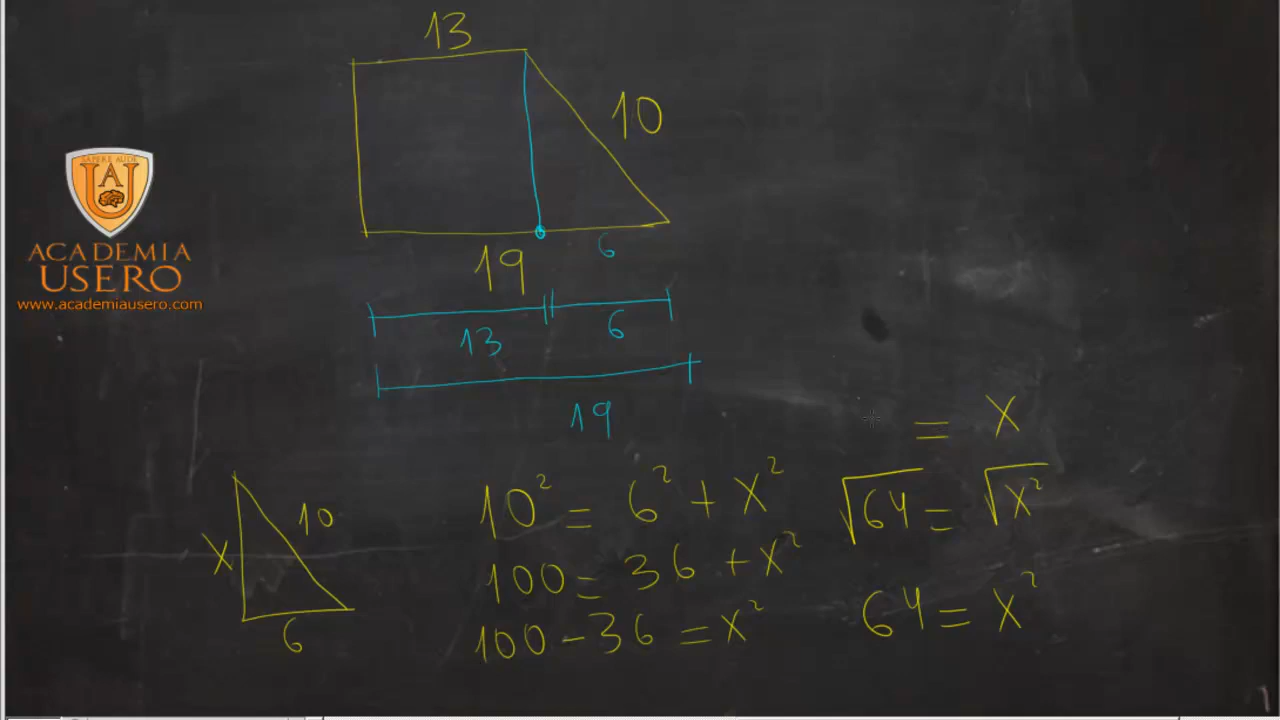 13
10
SAPERE AUDE
UA
ACADEMIA
USERO
www.academiausero.com
19
6
13
6
19
= X
10² = 6² + X²
√64 = √X²
X
10
6
100 = 36 + X²
64 = X²
100 - 36 = X²